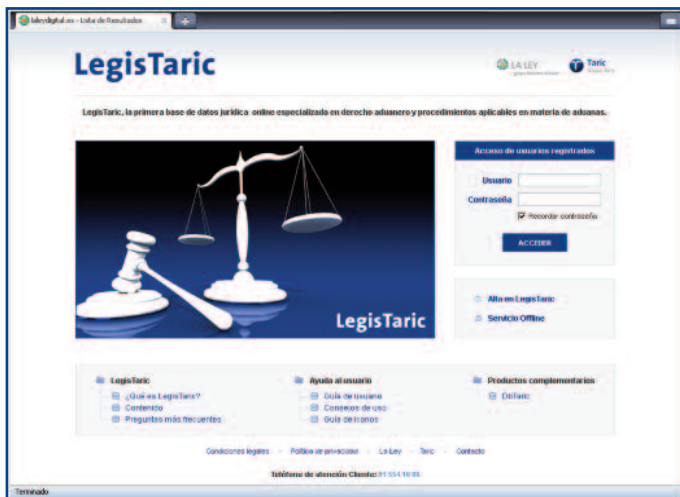 laleydigital.es - Lista de Resultados
LegisTaric
LA LEY
Taric
LegisTaric, la primera base de datos jurídica online especializada en derecho aduanero y procedimientos aplicables en materia de aduanas.
Acceso de usuarios registrados
Usuario
Contraseña
Recordar contraseña
ACCEDER
LegisTaric
Alta en LegisTaric
Servicio Offline
LegisTaric
¿Qué es LegisTaric?
Contenido
Preguntas más frecuentes
Ayuda al usuario
Guía de usuario
Consejos de uso
Guía de iconos
Productos complementarios
Condiciones legales - Política de privacidad - La Ley - Taric - Contacto
Teléfono de atención Cliente: 91 554 10 06
Terminado